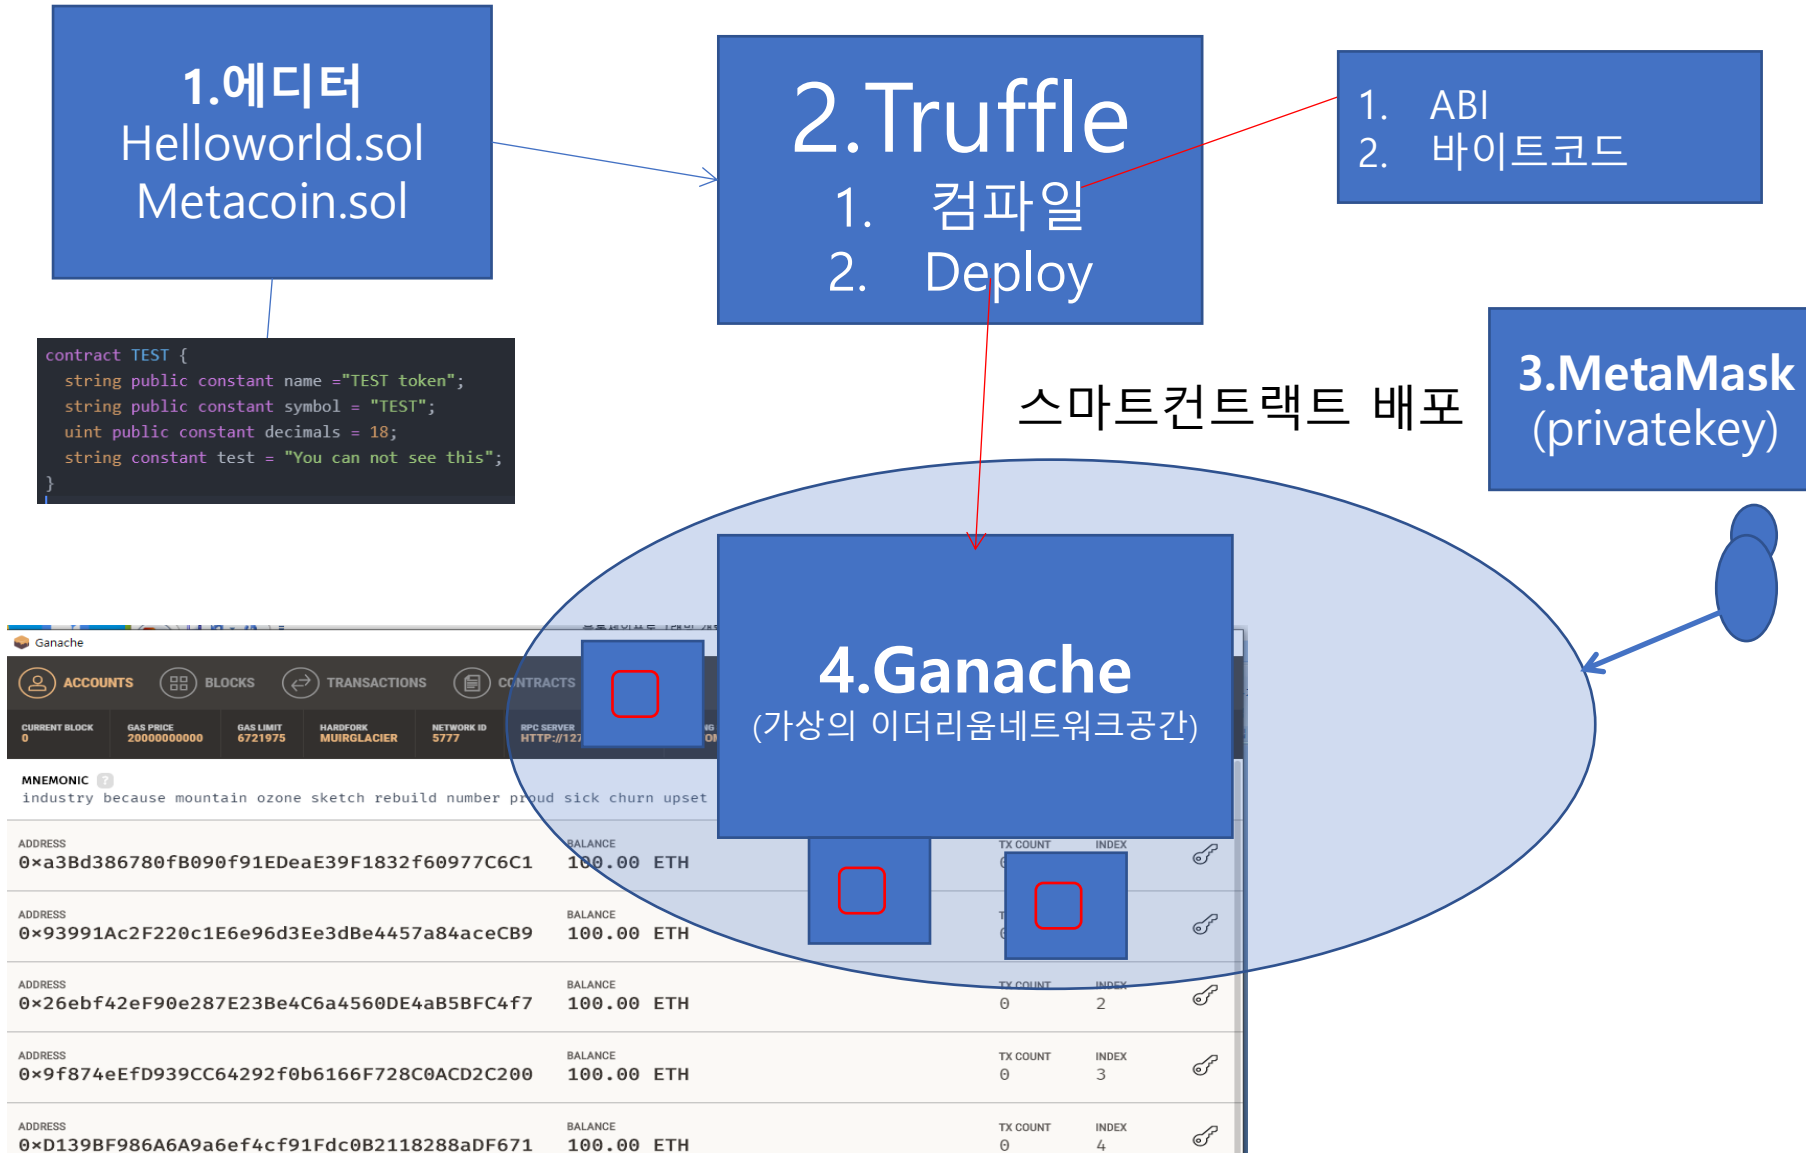 1.에디터
Helloworld.sol
Metacoin.sol
2.Truffle
1. 컴파일
2. Deploy
1. ABI
2. 바이트코드
contract TEST {
string public constant name ="TEST token";
string public constant symbol = "TEST";
uint public constant decimals = 18;
string constant test = "You can not see this";
}
스마트컨트랙트 배포
3.MetaMask
(privatekey)
4.Ganache
(가상의 이더리움네트워크공간)
Ganache
ACCOUNTS BLOCKS TRANSACTIONS CONTRACTS
CURRENT BLOCK GAS PRICE GAS LIMIT HARDFORK NETWORK ID RPC SERVER
0 20000000000 6721975 MUIRGLACIER 5777 HTTP://127
MNEMONIC ?
industry because mountain ozone sketch rebuild number proud sick churn upset
ADDRESS BALANCE TX COUNT INDEX
0×a3Bd386780fB090f91EDeaE39F1832f60977C6C1 100.00 ETH
ADDRESS BALANCE
0×93991Ac2F220c1E6e96d3Ee3dBe4457a84aceCB9 100.00 ETH
ADDRESS BALANCE TX COUNT INDEX
0×26ebf42eF90e287E23Be4C6a4560DE4aB5BFC4f7 100.00 ETH 0 2
ADDRESS BALANCE TX COUNT INDEX
0×9f874eEfD939CC64292f0b6166F728C0ACD2C200 100.00 ETH 0 3
ADDRESS BALANCE TX COUNT INDEX
0×D139BF986A6A9a6ef4cf91Fdc0B2118288aDF671 100.00 ETH 0 4